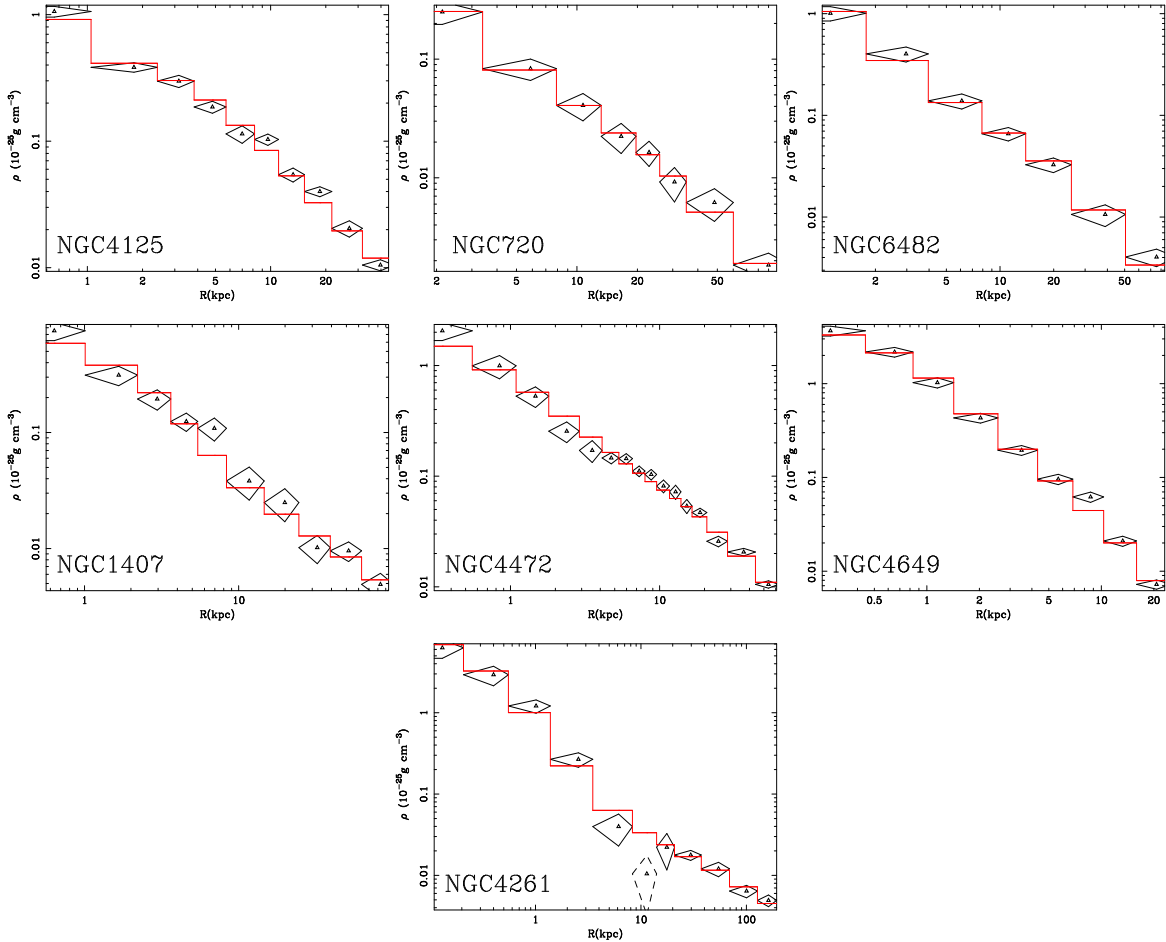 1
0.1
0.01
ρ (10⁻²⁵g cm⁻³)
NGC4125
1 2 5 10 20
R(kpc)
0.1
0.01
ρ (10⁻²⁵g cm⁻³)
NGC720
5 10 20 50
R(kpc)
1
0.1
0.01
ρ (10⁻²⁵g cm⁻³)
NGC6482
2 5 10 20 50
R(kpc)
0.1
0.01
ρ (10⁻²⁵g cm⁻³)
NGC1407
1 10
R(kpc)
1
0.1
0.01
ρ (10⁻²⁵g cm⁻³)
NGC4472
1 10
R(kpc)
1
0.1
0.01
ρ (10⁻²⁵g cm⁻³)
NGC4649
0.5 1 2 5 10 20
R(kpc)
1
0.1
0.01
ρ (10⁻²⁵g cm⁻³)
NGC4261
1 10 100
R(kpc)